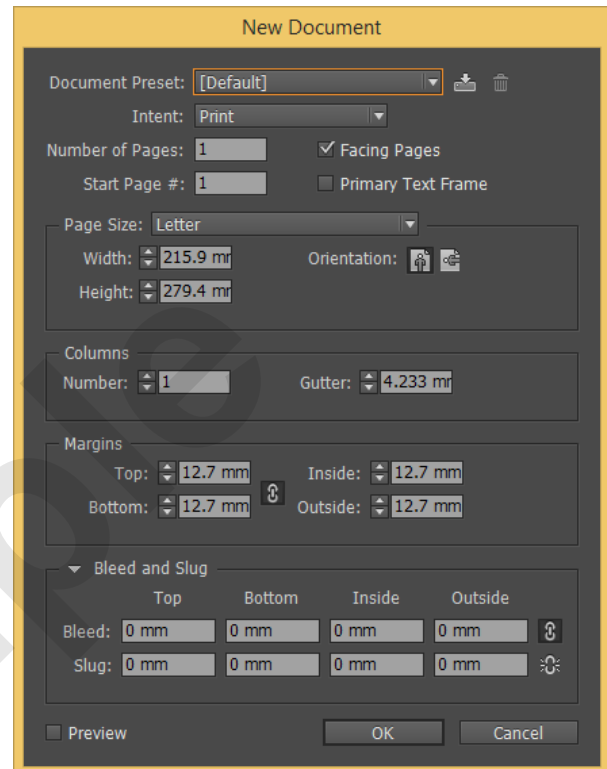 New Document
Document Preset: [Default]
Intent: Print
Number of Pages: 1 Facing Pages
Start Page #: 1 Primary Text Frame
Page Size: Letter
Width: 215.9 mm Orientation:
Height: 279.4 mm
Columns
Number: 1 Gutter: 4.233 mm
Margins
Top: 12.7 mm Inside: 12.7 mm
Bottom: 12.7 mm Outside: 12.7 mm
Bleed and Slug
Top Bottom Inside Outside
Bleed: 0 mm 0 mm 0 mm 0 mm
Slug: 0 mm 0 mm 0 mm 0 mm
Preview OK Cancel